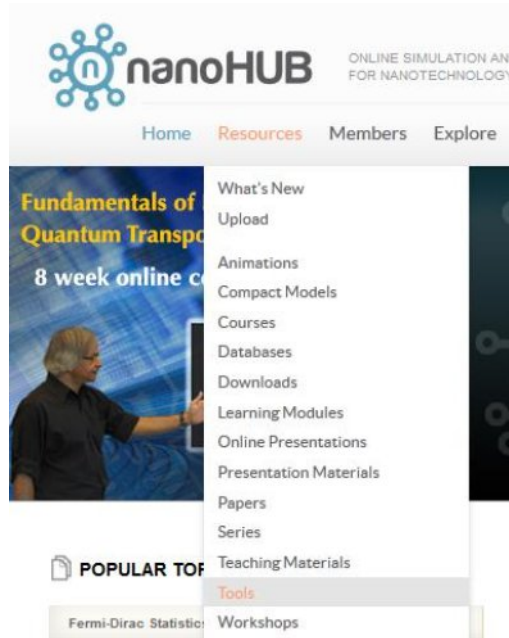 nanoHUB
ONLINE SIMULATION AN
FOR NANOTECHNOLOGY
Home Resources Members Explore
Fundamentals of
Quantum Transpo
8 week online c
What's New
Upload
Animations
Compact Models
Courses
Databases
Downloads
Learning Modules
Online Presentations
Presentation Materials
Papers
Series
Teaching Materials
Tools
Workshops
POPULAR TOP
Fermi-Dirac Statistic